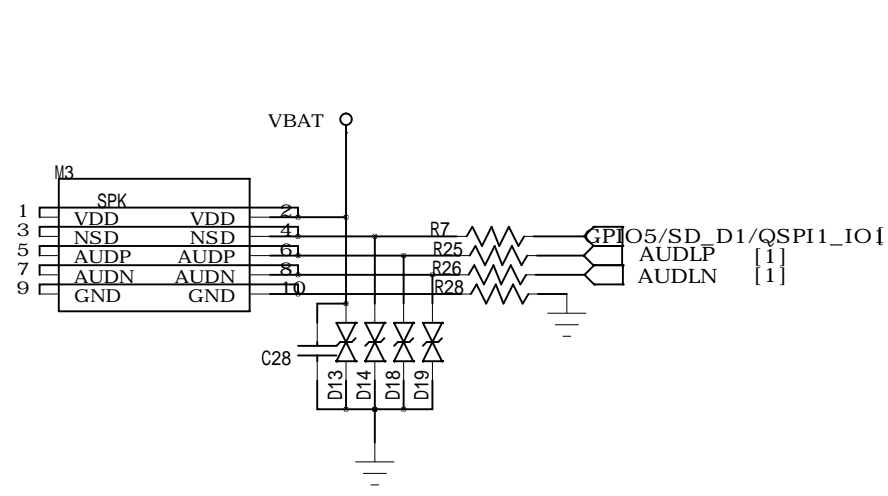 VBAT
M3
SPK
1 VDD VDD 2
3 NSD NSD 4 R7 GPIO5/SD_D1/QSPI1_IO1
5 AUDP AUDP 6 R25 AUDLP [1]
7 AUDN AUDN 8 R26 AUDLN [1]
9 GND GND 10 R28
C28
D13 D14 D18 D19